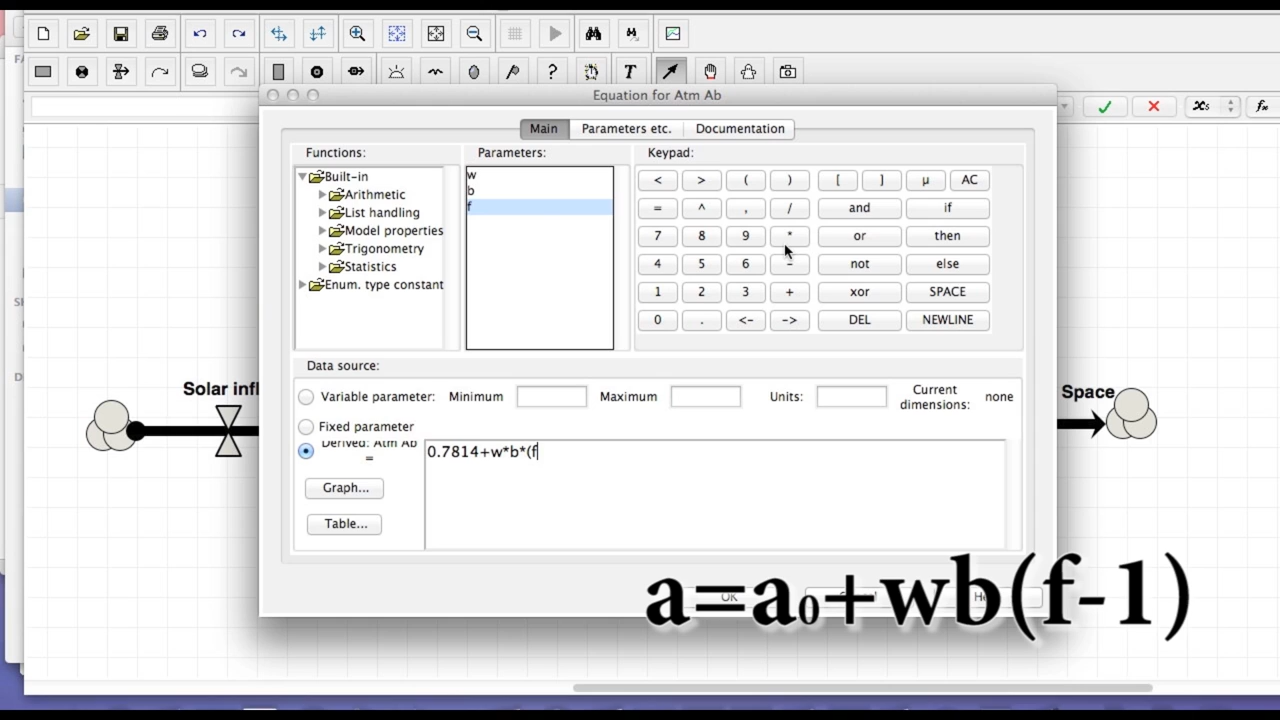 Equation for Atm Ab
Main Parameters etc. Documentation
Functions: Parameters: Keypad:
Built-in
Arithmetic
List handling
Model properties
Trigonometry
Statistics
Enum. type constant
w
b
f
< > ( ) [ ] µ AC
= ^ , / and if
7 8 9 * or then
4 5 6 - not else
1 2 3 + xor SPACE
0 . <- -> DEL NEWLINE
Data source:
Variable parameter: Minimum Maximum Units: Current dimensions: none
Fixed parameter
Derived: Atm Ab
=
0.7814+w*b*(f
Graph...
Table...
OK
a=a₀+wb(f-1)
Solar infl
Space
T
?